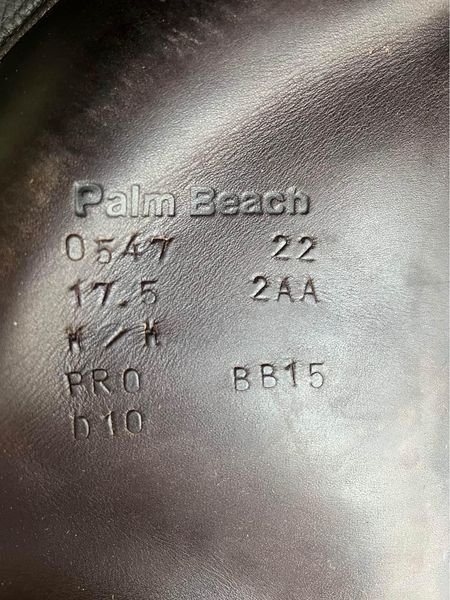 Palm Beach
0547 22
17.5 2AA
M/M
PRO BB15
D10